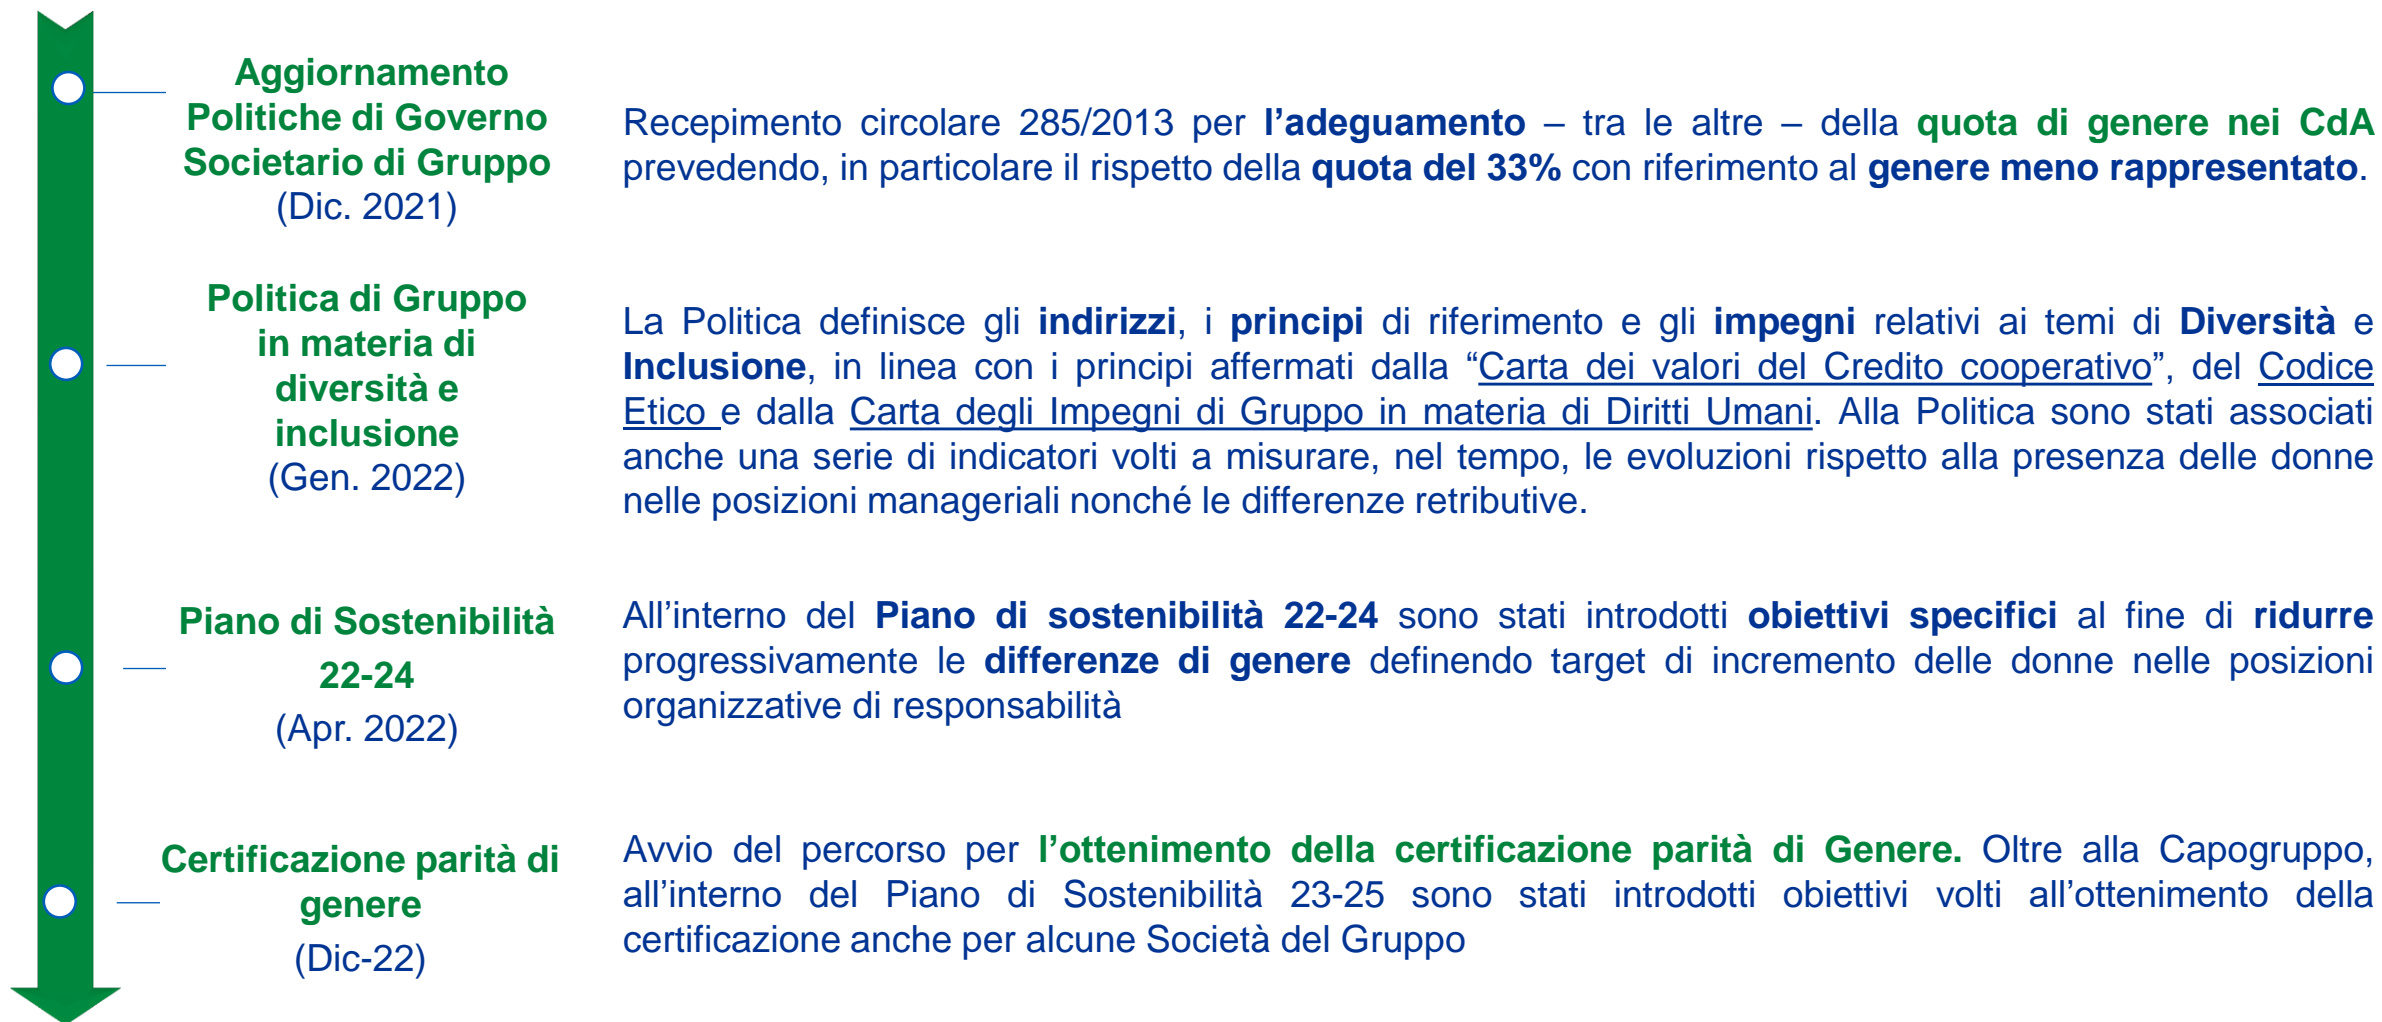 Aggiornamento
Politiche di Governo
Societario di Gruppo
(Dic. 2021)
Recepimento circolare 285/2013 per l’adeguamento – tra le altre – della quota di genere nei CdA
prevedendo, in particolare il rispetto della quota del 33% con riferimento al genere meno rappresentato.
Politica di Gruppo
in materia di
diversità e
inclusione
(Gen. 2022)
La Politica definisce gli indirizzi, i principi di riferimento e gli impegni relativi ai temi di Diversità e
Inclusione, in linea con i principi affermati dalla “Carta dei valori del Credito cooperativo”, del Codice
Etico e dalla Carta degli Impegni di Gruppo in materia di Diritti Umani. Alla Politica sono stati associati
anche una serie di indicatori volti a misurare, nel tempo, le evoluzioni rispetto alla presenza delle donne
nelle posizioni manageriali nonché le differenze retributive.
Piano di Sostenibilità
22-24
(Apr. 2022)
All’interno del Piano di sostenibilità 22-24 sono stati introdotti obiettivi specifici al fine di ridurre
progressivamente le differenze di genere definendo target di incremento delle donne nelle posizioni
organizzative di responsabilità
Certificazione parità di
genere
(Dic-22)
Avvio del percorso per l’ottenimento della certificazione parità di Genere. Oltre alla Capogruppo,
all’interno del Piano di Sostenibilità 23-25 sono stati introdotti obiettivi volti all’ottenimento della
certificazione anche per alcune Società del Gruppo